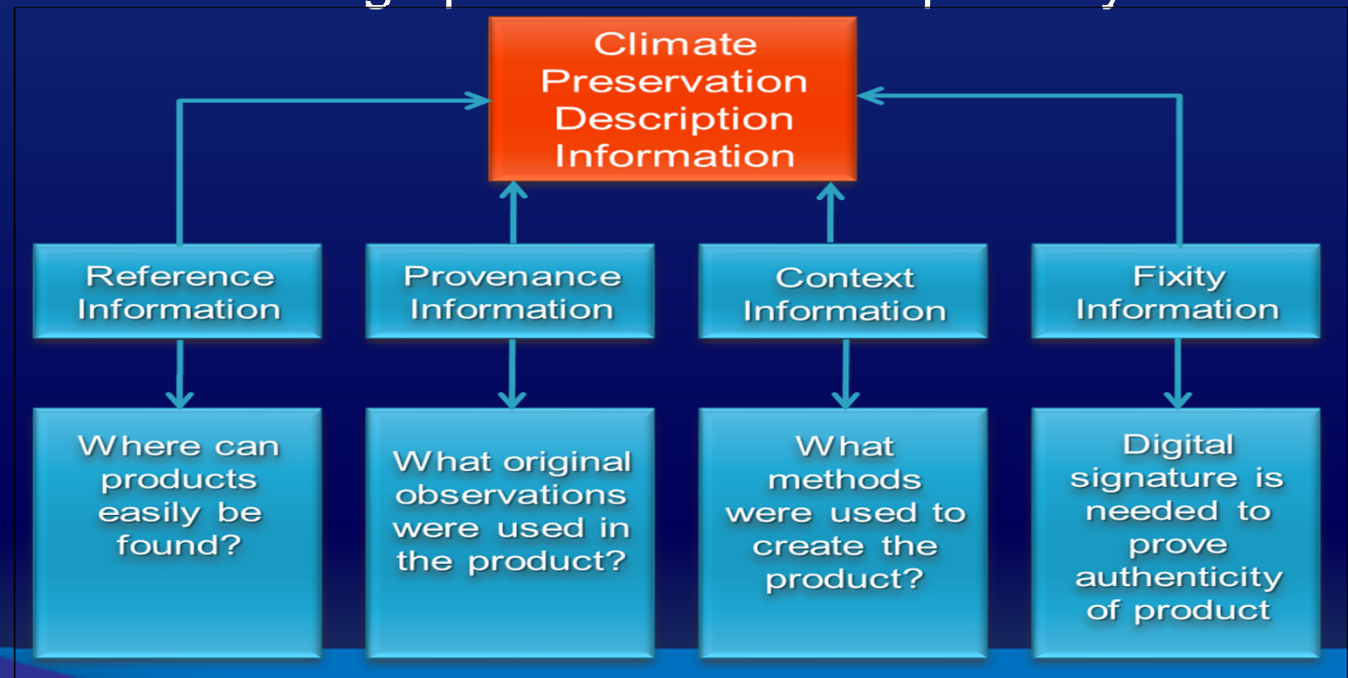 Climate
Preservation
Description
Information
Reference
Information
Provenance
Information
Context
Information
Fixity
Information
Where can
products
easily be
found?
What original
observations
were used in
the product?
What
methods
were used to
create the
product?
Digital
signature is
needed to
prove
authenticity
of product